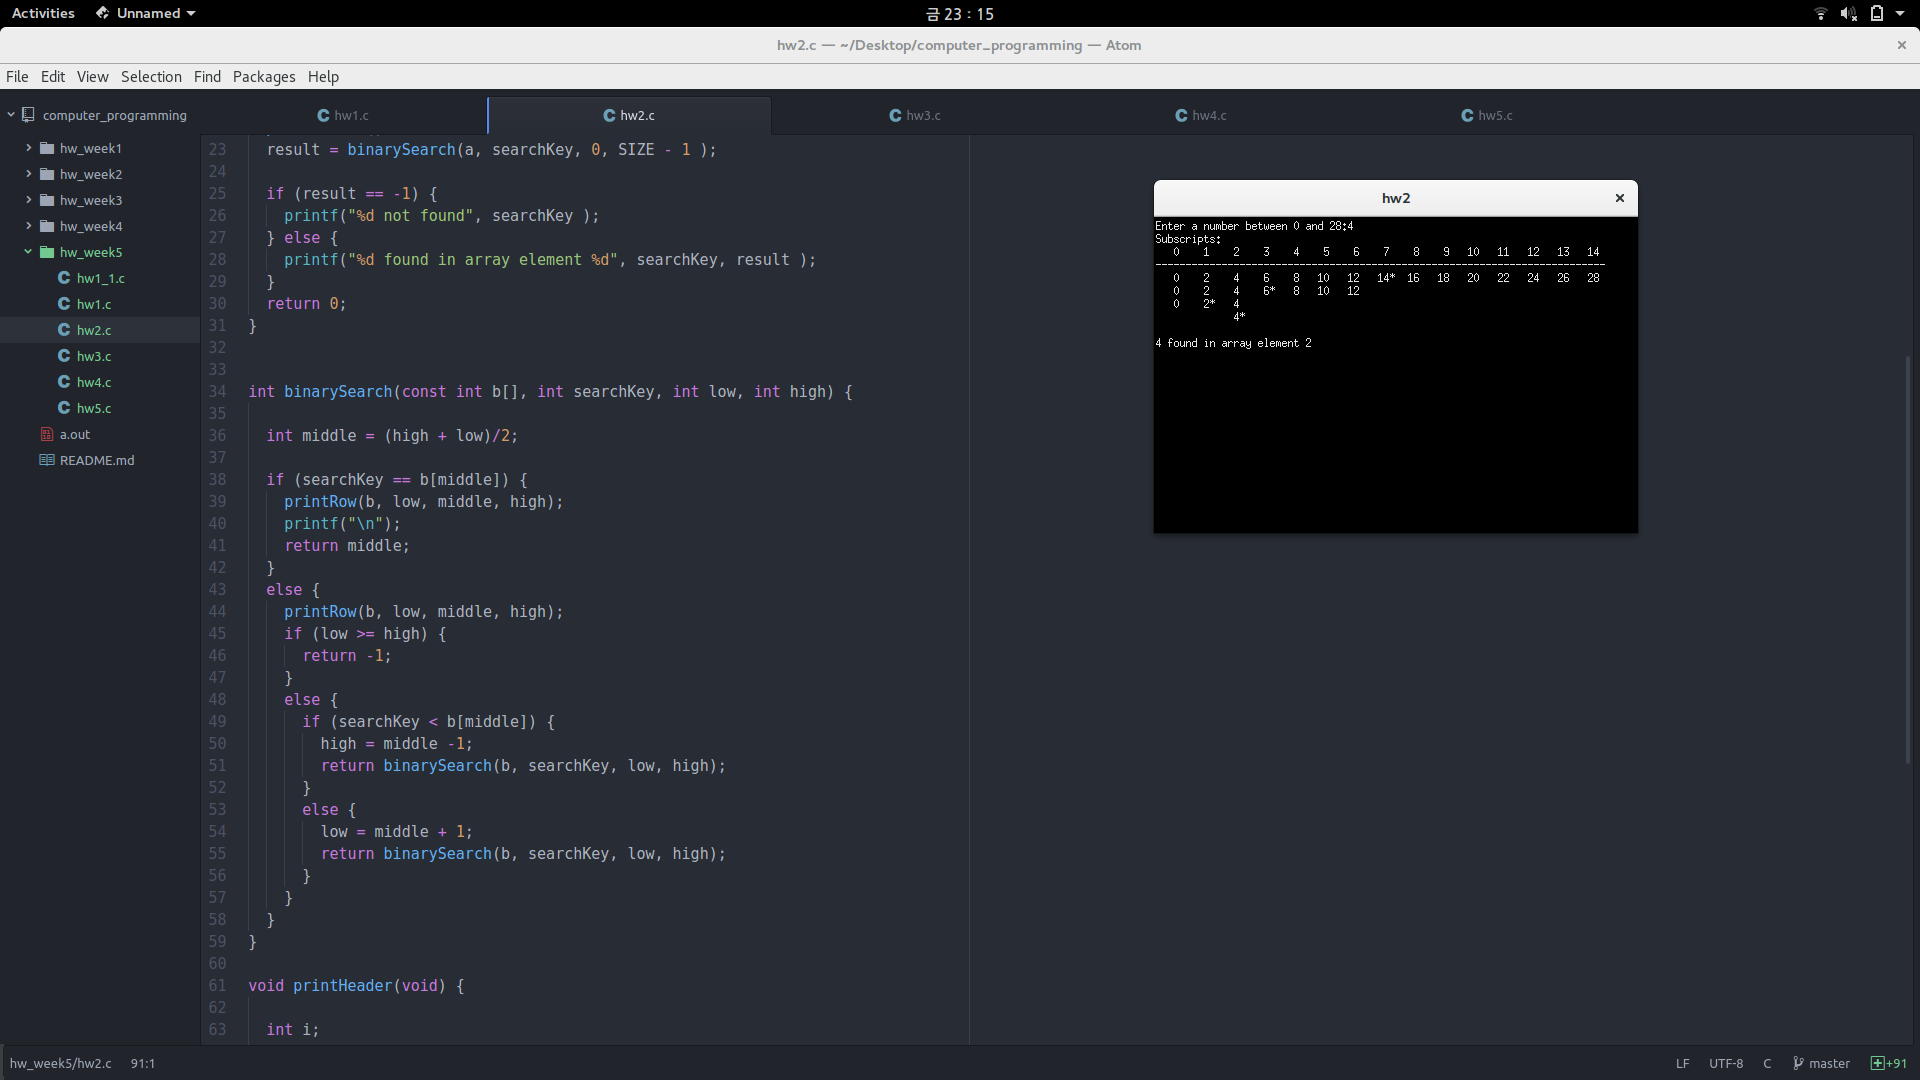 Activities Unnamed 금 23 : 15
hw2.c — ~/Desktop/computer_programming — Atom
File Edit View Selection Find Packages Help
computer_programming
hw_week1
hw_week2
hw_week3
hw_week4
hw_week5
hw1_1.c
hw1.c
hw2.c
hw3.c
hw4.c
hw5.c
a.out
README.md
hw1.c hw2.c hw3.c hw4.c hw5.c
23 result = binarySearch(a, searchKey, 0, SIZE - 1 );
24
25 if (result == -1) {
26 printf("%d not found", searchKey );
27 } else {
28 printf("%d found in array element %d", searchKey, result );
29 }
30 return 0;
31 }
32
33
34 int binarySearch(const int b[], int searchKey, int low, int high) {
35
36 int middle = (high + low)/2;
37
38 if (searchKey == b[middle]) {
39 printRow(b, low, middle, high);
40 printf("\n");
41 return middle;
42 }
43 else {
44 printRow(b, low, middle, high);
45 if (low >= high) {
46 return -1;
47 }
48 else {
49 if (searchKey < b[middle]) {
50 high = middle -1;
51 return binarySearch(b, searchKey, low, high);
52 }
53 else {
54 low = middle + 1;
55 return binarySearch(b, searchKey, low, high);
56 }
57 }
58 }
59 }
60
61 void printHeader(void) {
62
63 int i;
hw2
Enter a number between 0 and 28:4
Subscripts:
0 1 2 3 4 5 6 7 8 9 10 11 12 13 14
---------------------------------------------------------------------------
0 2 4 6 8 10 12 14* 16 18 20 22 24 26 28
0 2 4 6* 8 10 12
0 2* 4
4*
4 found in array element 2
hw_week5/hw2.c 91:1 LF UTF-8 C master +91